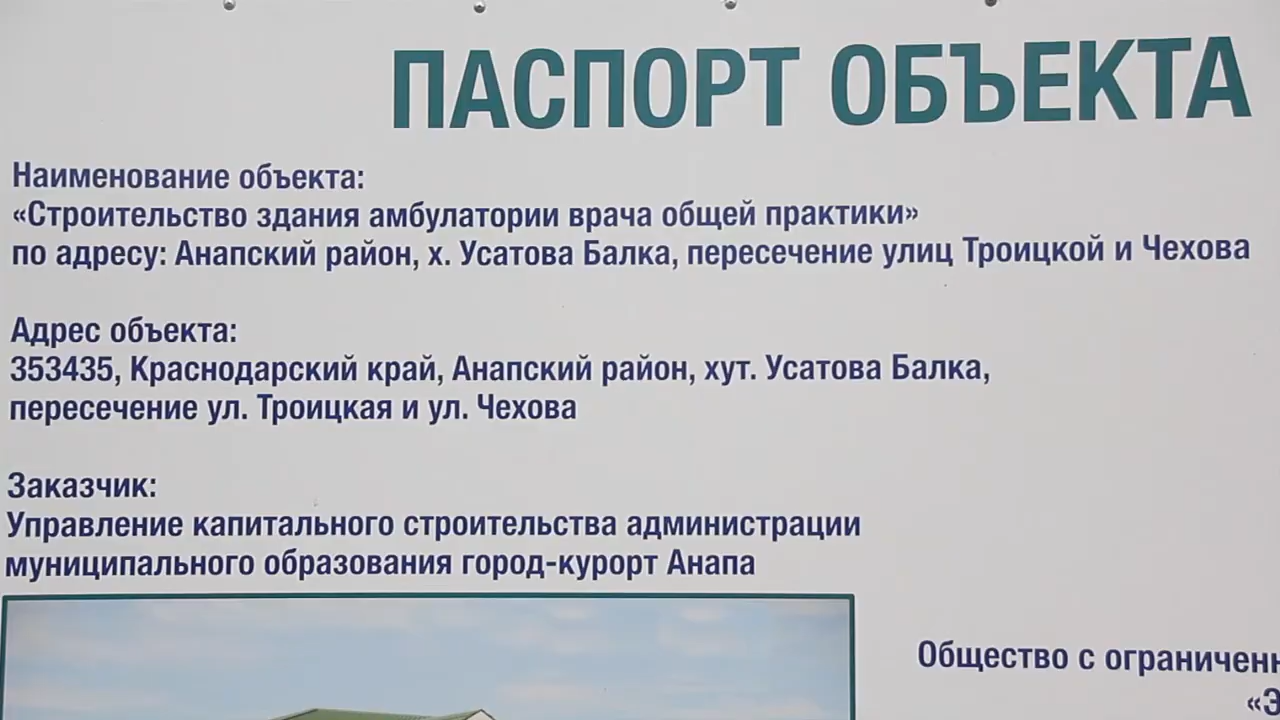 ПАСПОРТ ОБЪЕКТА
Наименование объекта:
«Строительство здания амбулатории врача общей практики»
по адресу: Анапский район, х. Усатова Балка, пересечение улиц Троицкой и Чехова
Адрес объекта:
353435, Краснодарский край, Анапский район, хут. Усатова Балка,
пересечение ул. Троицкая и ул. Чехова
Заказчик:
Управление капитального строительства администрации
муниципального образования город-курорт Анапа
Общество с